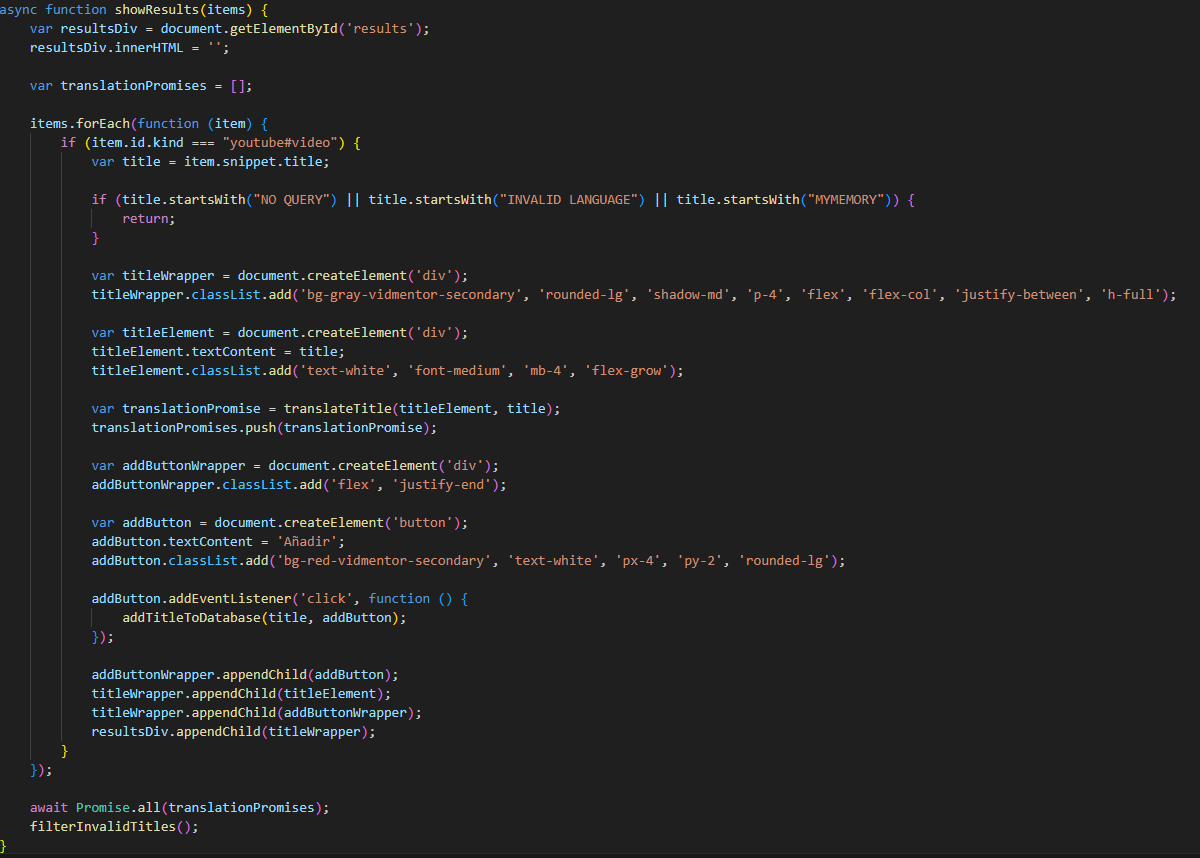 async function showResults(items) {
    var resultsDiv = document.getElementById('results');
    resultsDiv.innerHTML = '';

    var translationPromises = [];

    items.forEach(function (item) {
        if (item.id.kind === "youtube#video") {
            var title = item.snippet.title;

            if (title.startsWith("NO QUERY") || title.startsWith("INVALID LANGUAGE") || title.startsWith("MYMEMORY")) {
                return;
            }

            var titleWrapper = document.createElement('div');
            titleWrapper.classList.add('bg-gray-vidmentor-secondary', 'rounded-lg', 'shadow-md', 'p-4', 'flex', 'flex-col', 'justify-between', 'h-full');

            var titleElement = document.createElement('div');
            titleElement.textContent = title;
            titleElement.classList.add('text-white', 'font-medium', 'mb-4', 'flex-grow');

            var translationPromise = translateTitle(titleElement, title);
            translationPromises.push(translationPromise);

            var addButtonWrapper = document.createElement('div');
            addButtonWrapper.classList.add('flex', 'justify-end');

            var addButton = document.createElement('button');
            addButton.textContent = 'Añadir';
            addButton.classList.add('bg-red-vidmentor-secondary', 'text-white', 'px-4', 'py-2', 'rounded-lg');

            addButton.addEventListener('click', function () {
                addTitleToDatabase(title, addButton);
            });

            addButtonWrapper.appendChild(addButton);
            titleWrapper.appendChild(titleElement);
            titleWrapper.appendChild(addButtonWrapper);
            resultsDiv.appendChild(titleWrapper);
        }
    });

    await Promise.all(translationPromises);
    filterInvalidTitles();
}